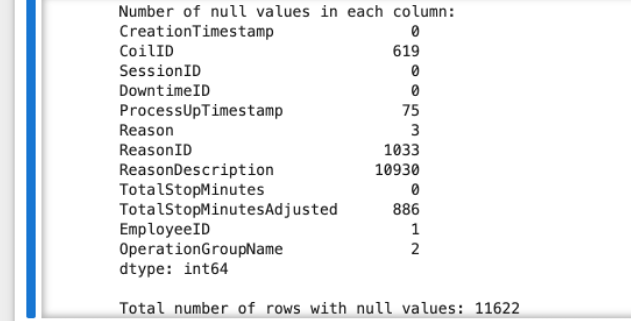 Number of null values in each column:
CreationTimestamp 0
CoilID 619
SessionID 0
DowntimeID 0
ProcessUpTimestamp 75
Reason 3
ReasonID 1033
ReasonDescription 10930
TotalStopMinutes 0
TotalStopMinutesAdjusted 886
EmployeeID 1
OperationGroupName 2
dtype: int64
Total number of rows with null values: 11622